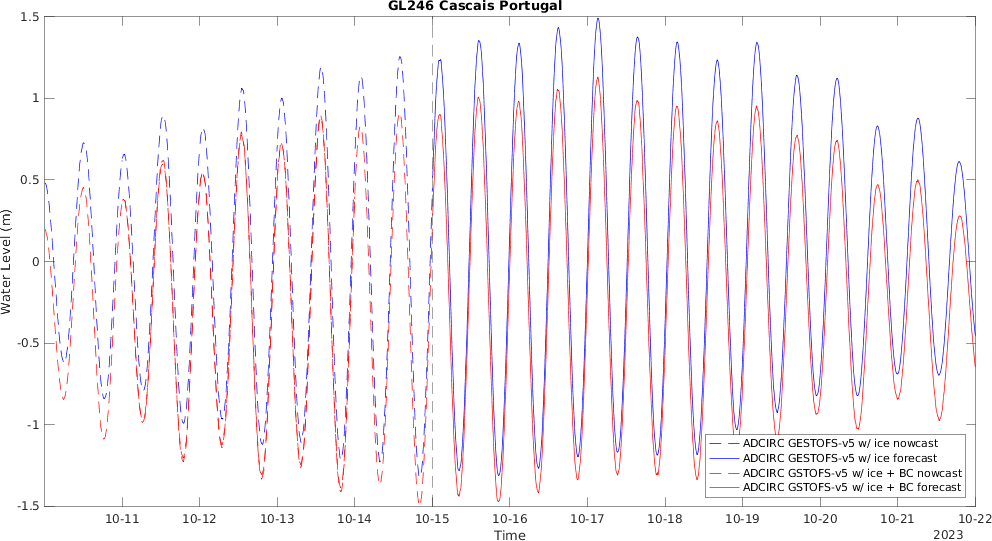 GL246 Cascais Portugal
1.5
1
0.5
0
-0.5
-1
-1.5
Water Level (m)
10-11 10-12 10-13 10-14 10-15 10-16 10-17 10-18 10-19 10-20 10-21 10-22
2023
Time
ADCIRC GESTOFS-v5 w/ ice nowcast
ADCIRC GESTOFS-v5 w/ ice forecast
ADCIRC GSTOFS-v5 w/ ice + BC nowcast
ADCIRC GSTOFS-v5 w/ ice + BC forecast